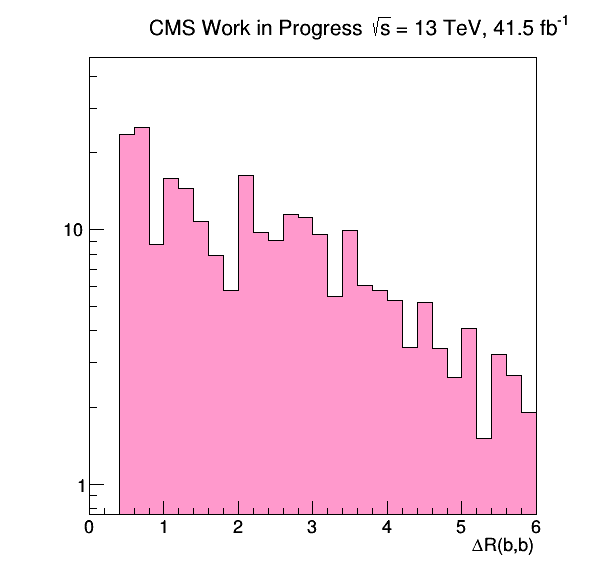 CMS Work in Progress √s = 13 TeV, 41.5 fb⁻¹
10
1
0 1 2 3 4 5 6
ΔR(b,b)